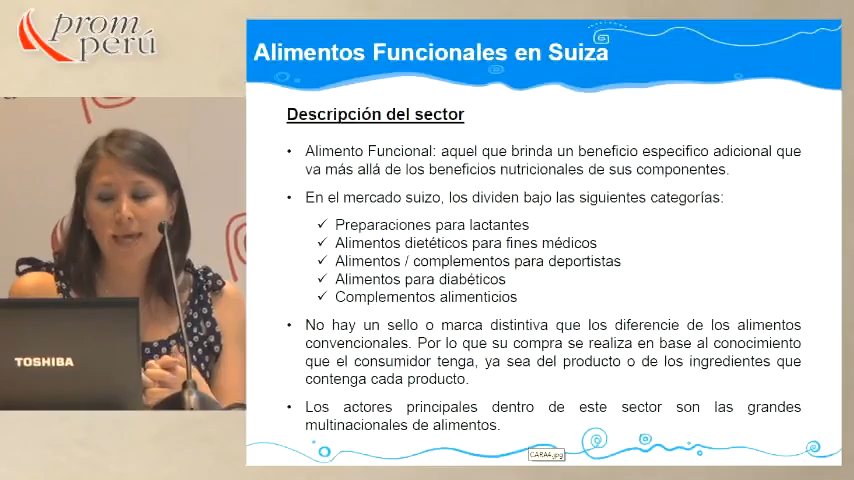 prom
perú
Alimentos Funcionales en Suiza
Descripción del sector
• Alimento Funcional: aquel que brinda un beneficio especifico adicional que
va más allá de los beneficios nutricionales de sus componentes.
• En el mercado suizo, los dividen bajo las siguientes categorías:
✓ Preparaciones para lactantes
✓ Alimentos dietéticos para fines médicos
✓ Alimentos / complementos para deportistas
✓ Alimentos para diabéticos
✓ Complementos alimenticios
• No hay un sello o marca distintiva que los diferencie de los alimentos
convencionales. Por lo que su compra se realiza en base al conocimiento
que el consumidor tenga, ya sea del producto o de los ingredientes que
contenga cada producto.
• Los actores principales dentro de este sector son las grandes
multinacionales de alimentos.
CARA4.jpg
TOSHIBA